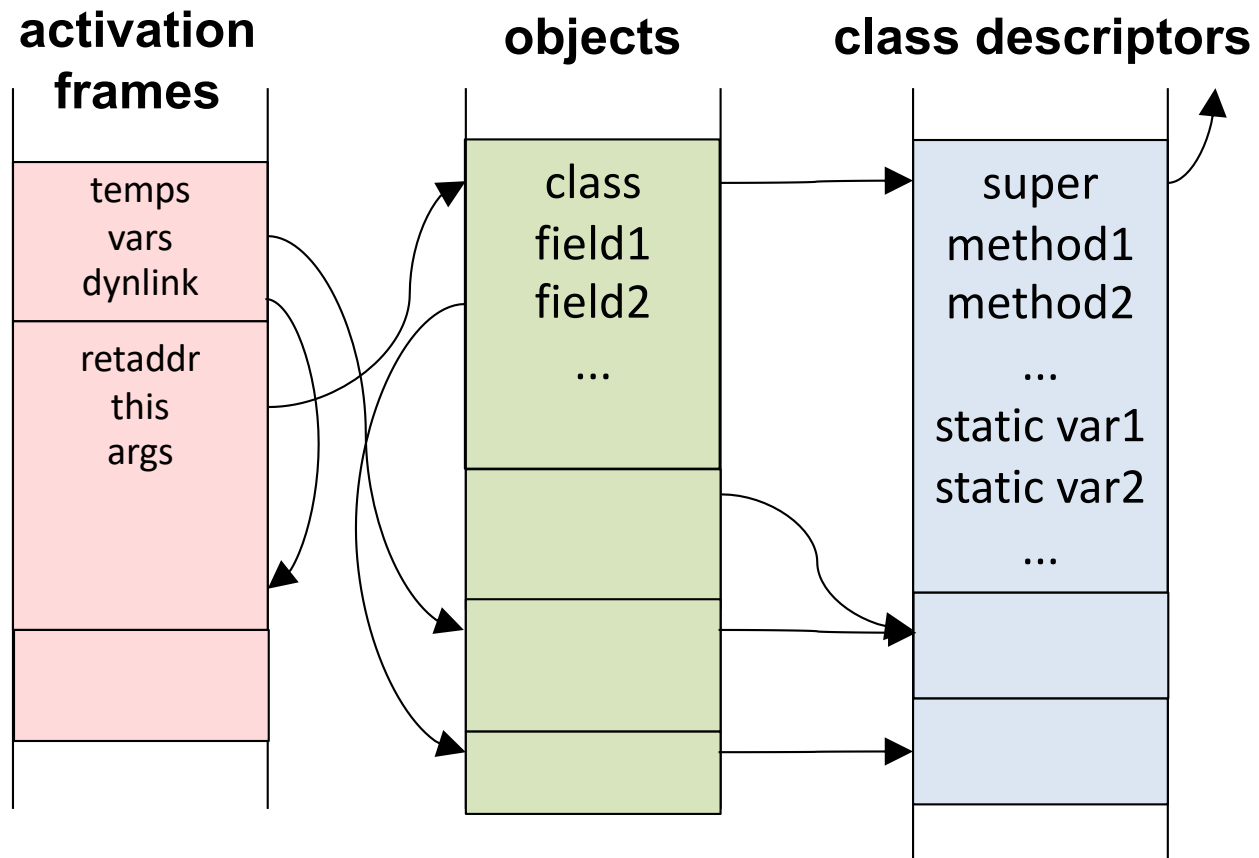 activation
frames
objects
class descriptors
temps
vars
dynlink
retaddr
this
args
class
field1
field2
...
super
method1
method2
...
static var1
static var2
...